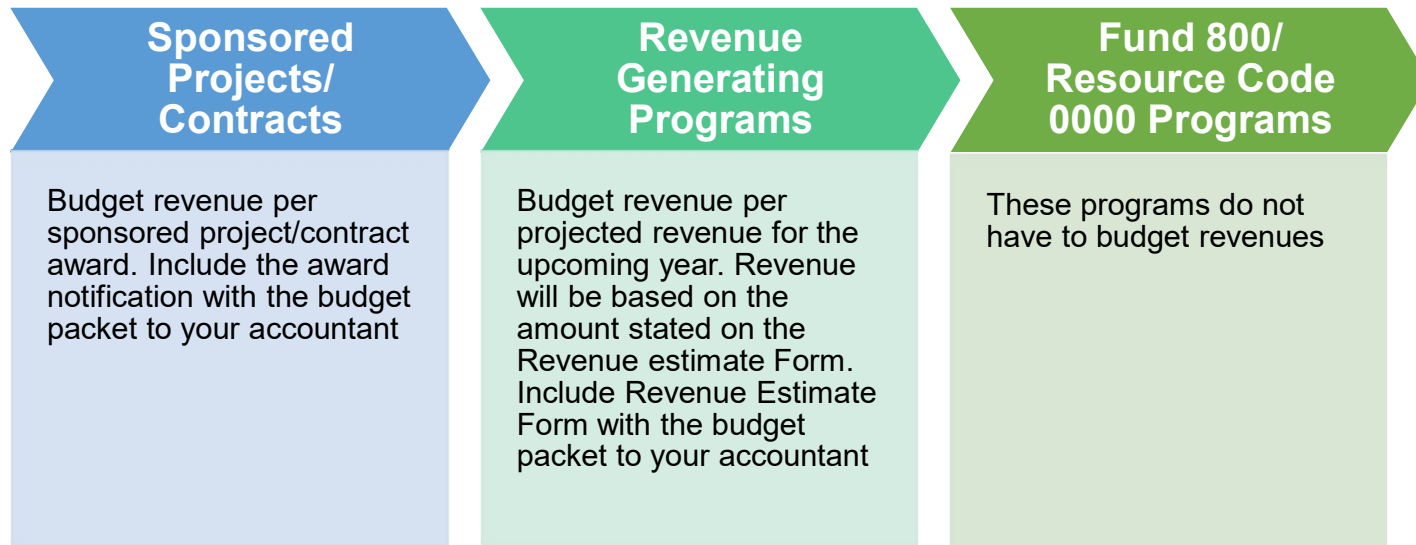 Sponsored
Projects/
Contracts
Budget revenue per
sponsored project/contract
award. Include the award
notification with the budget
packet to your accountant
Revenue
Generating
Programs
Budget revenue per
projected revenue for the
upcoming year. Revenue
will be based on the
amount stated on the
Revenue estimate Form.
Include Revenue Estimate
Form with the budget
packet to your accountant
Fund 800/
Resource Code
0000 Programs
These programs do not
have to budget revenues